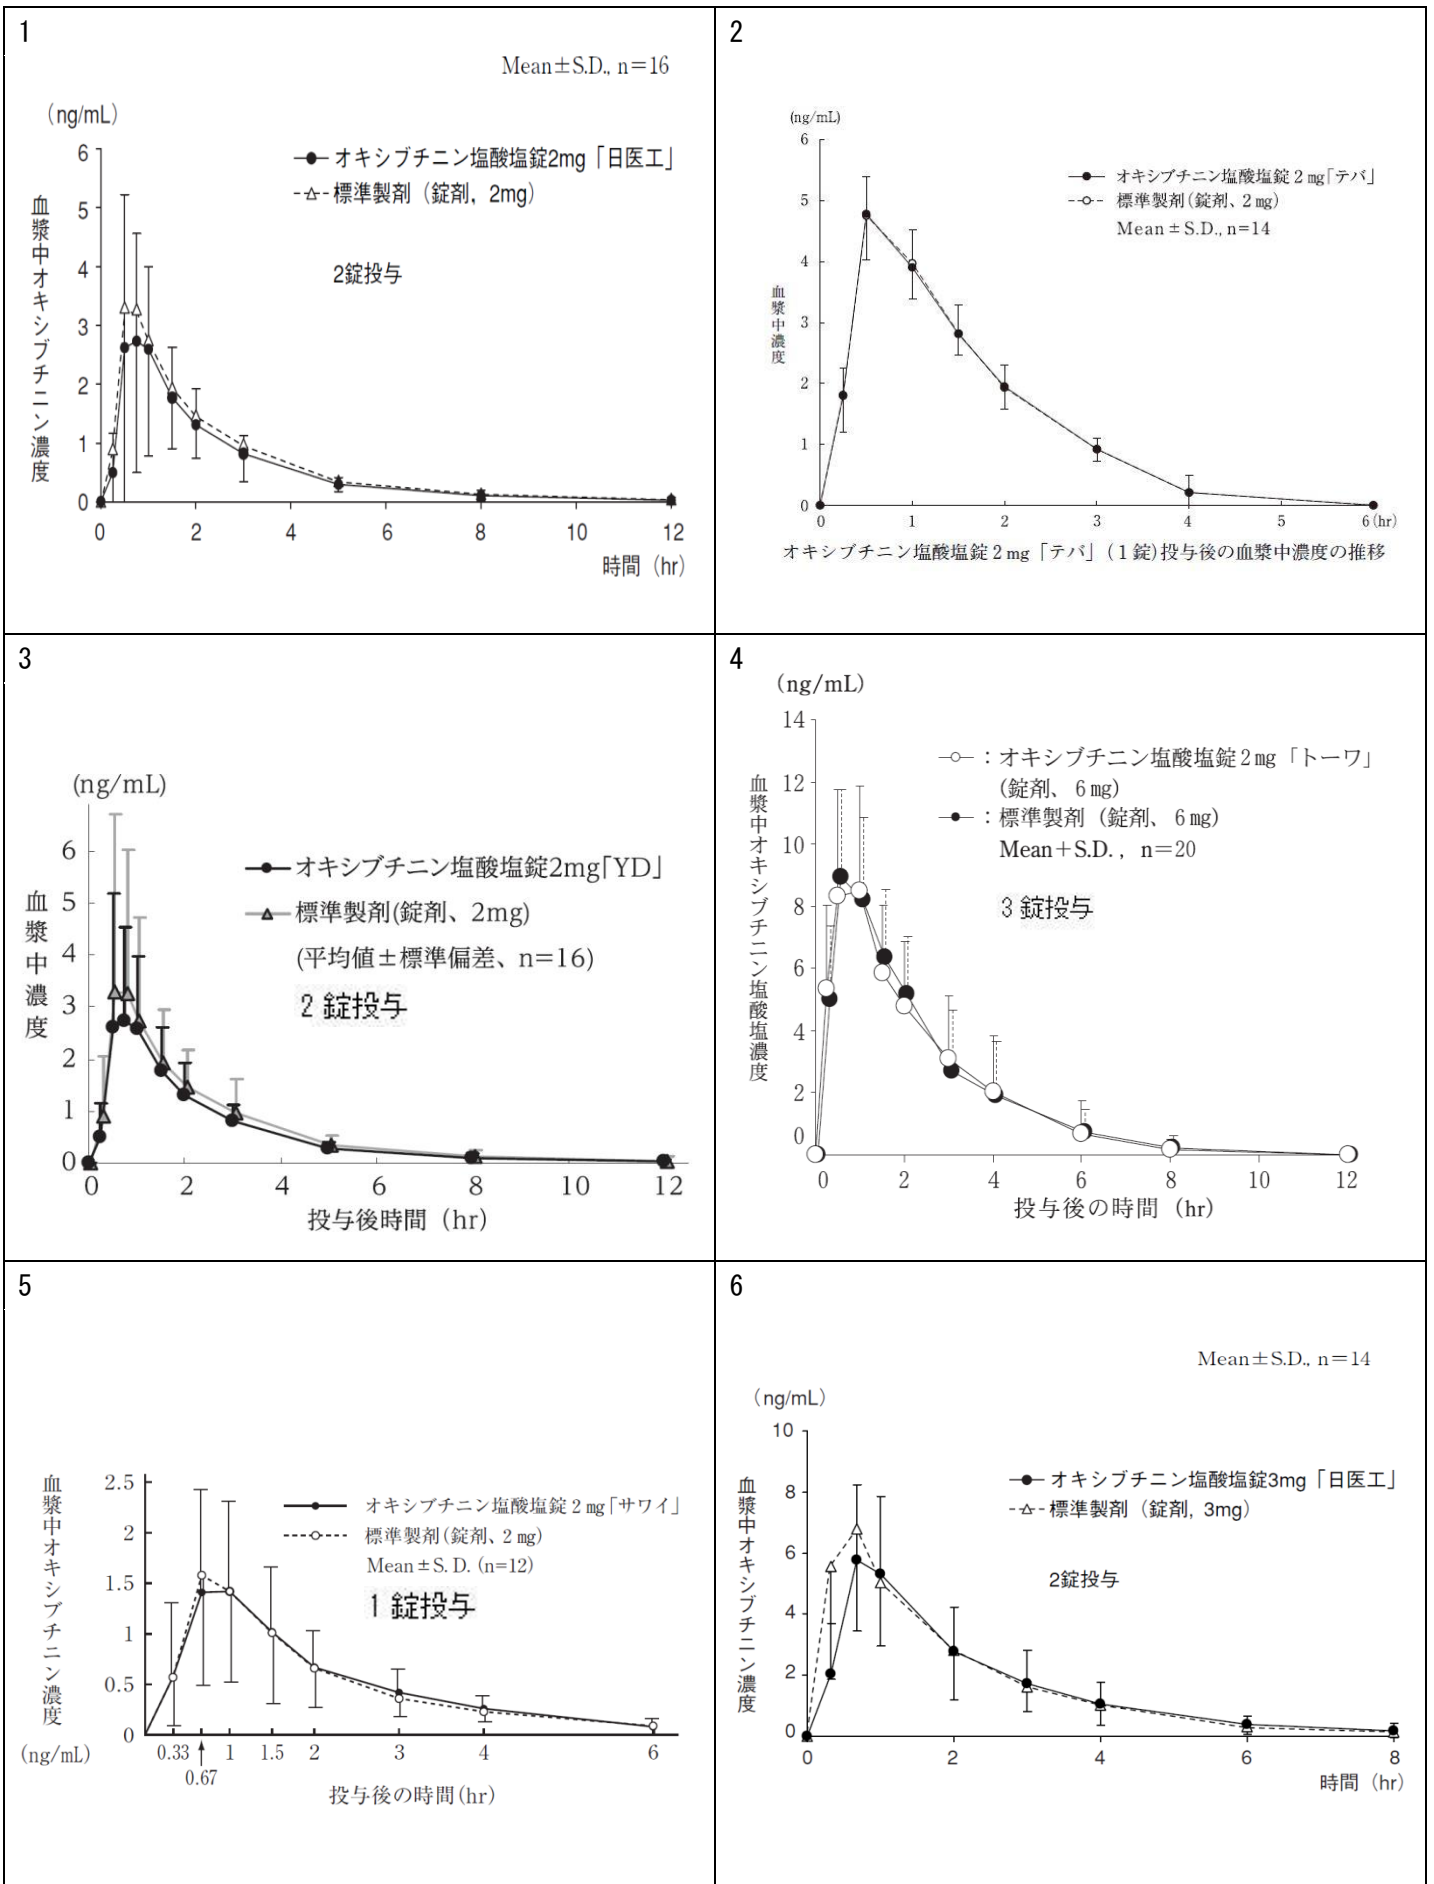 1
Mean±S.D., n=16
(ng/mL)
血漿中オキシブチニン濃度
6
5
4
3
2
1
0
オキシブチニン塩酸塩錠2mg「日医工」
標準製剤（錠剤, 2mg）
2錠投与
0 2 4 6 8 10 12
時間 (hr)
2
(ng/mL)
血漿中濃度
6
5
4
3
2
1
0
オキシブチニン塩酸塩錠2mg「テバ」
標準製剤(錠剤、2mg)
Mean±S.D., n=14
0 1 2 3 4 5 6(hr)
オキシブチニン塩酸塩錠2mg「テバ」(1錠)投与後の血漿中濃度の推移
3
(ng/mL)
血漿中濃度
6
5
4
3
2
1
0
オキシブチニン塩酸塩錠2mg「YD」
標準製剤(錠剤、2mg)
(平均値±標準偏差、n=16)
2錠投与
0 2 4 6 8 10 12
投与後時間 (hr)
4
(ng/mL)
血漿中オキシブチニン塩酸塩濃度
14
12
10
8
6
4
2
0
：オキシブチニン塩酸塩錠2mg「トーワ」
(錠剤、6mg)
：標準製剤（錠剤、6mg）
Mean+S.D., n=20
3錠投与
0 2 4 6 8 10 12
投与後の時間 (hr)
5
血漿中オキシブチニン濃度
2.5
2
1.5
1
0.5
0
オキシブチニン塩酸塩錠2mg「サワイ」
標準製剤(錠剤、2mg)
Mean±S.D. (n=12)
1錠投与
(ng/mL)
0.33 1 1.5 2 3 4 6
0.67
投与後の時間(hr)
6
Mean±S.D., n=14
(ng/mL)
血漿中オキシブチニン濃度
10
8
6
4
2
0
オキシブチニン塩酸塩錠3mg「日医工」
標準製剤（錠剤, 3mg）
2錠投与
0 2 4 6 8
時間 (hr)